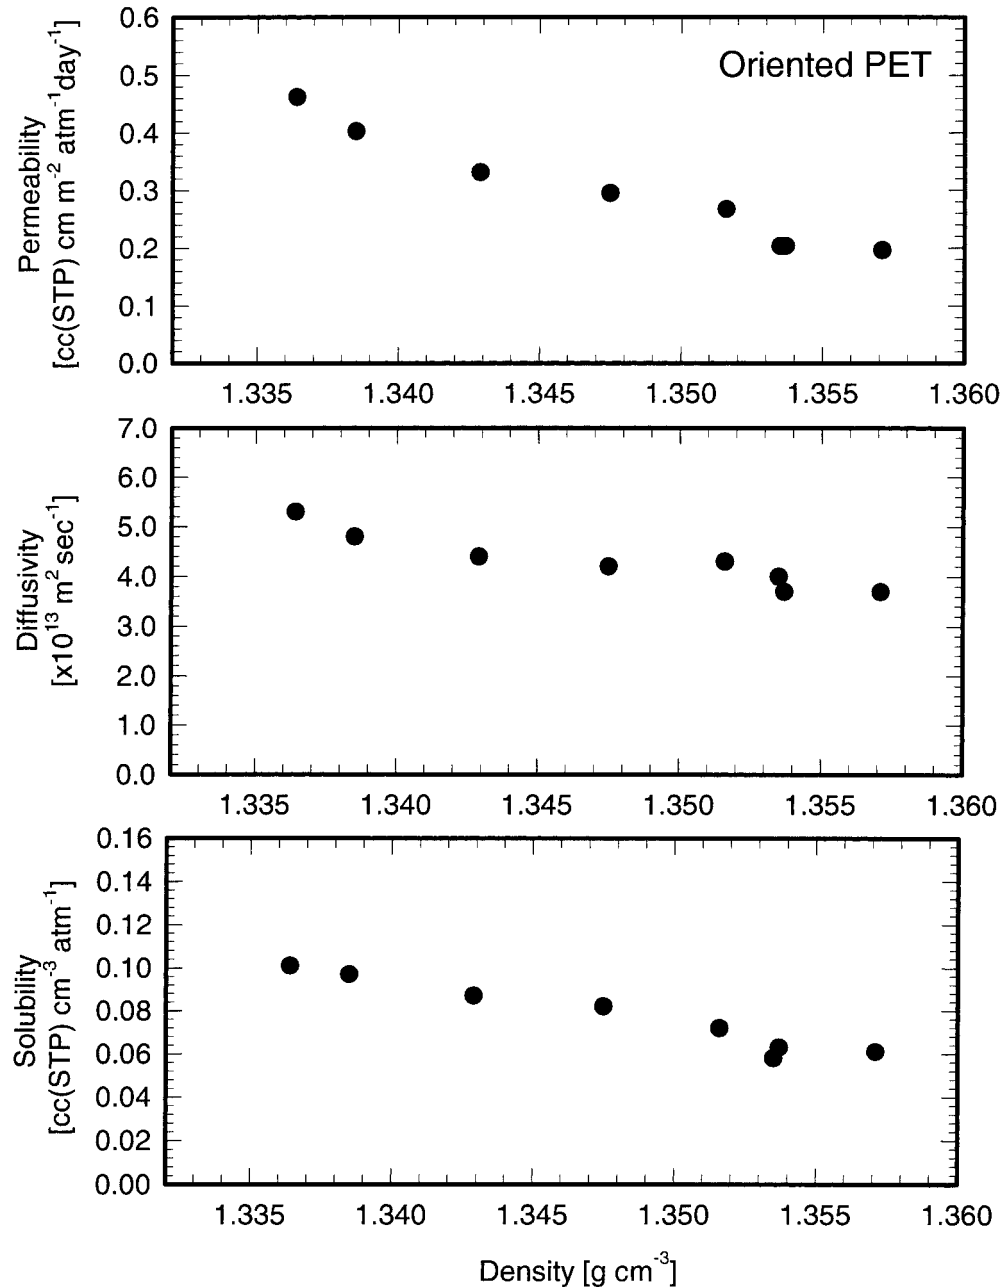 Oriented PET
Permeability
[cc(STP) cm m⁻² atm⁻¹day⁻¹]
0.6
0.5
0.4
0.3
0.2
0.1
0.0
1.335 1.340 1.345 1.350 1.355 1.360
Diffusivity
[x10¹³ m² sec⁻¹]
7.0
6.0
5.0
4.0
3.0
2.0
1.0
0.0
1.335 1.340 1.345 1.350 1.355 1.360
Solubility
[cc(STP) cm⁻³ atm⁻¹]
0.16
0.14
0.12
0.10
0.08
0.06
0.04
0.02
0.00
1.335 1.340 1.345 1.350 1.355 1.360
Density [g cm⁻³]